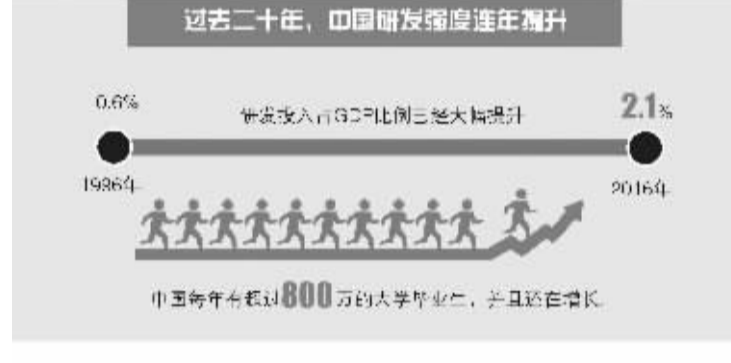 过去二十年，中国研发强度连年提升
0.6%
研发投入占GDP比例已经大幅提升
2.1%
1996年
2016年
中国每年有超过800万的大学毕业生，并且还在增长